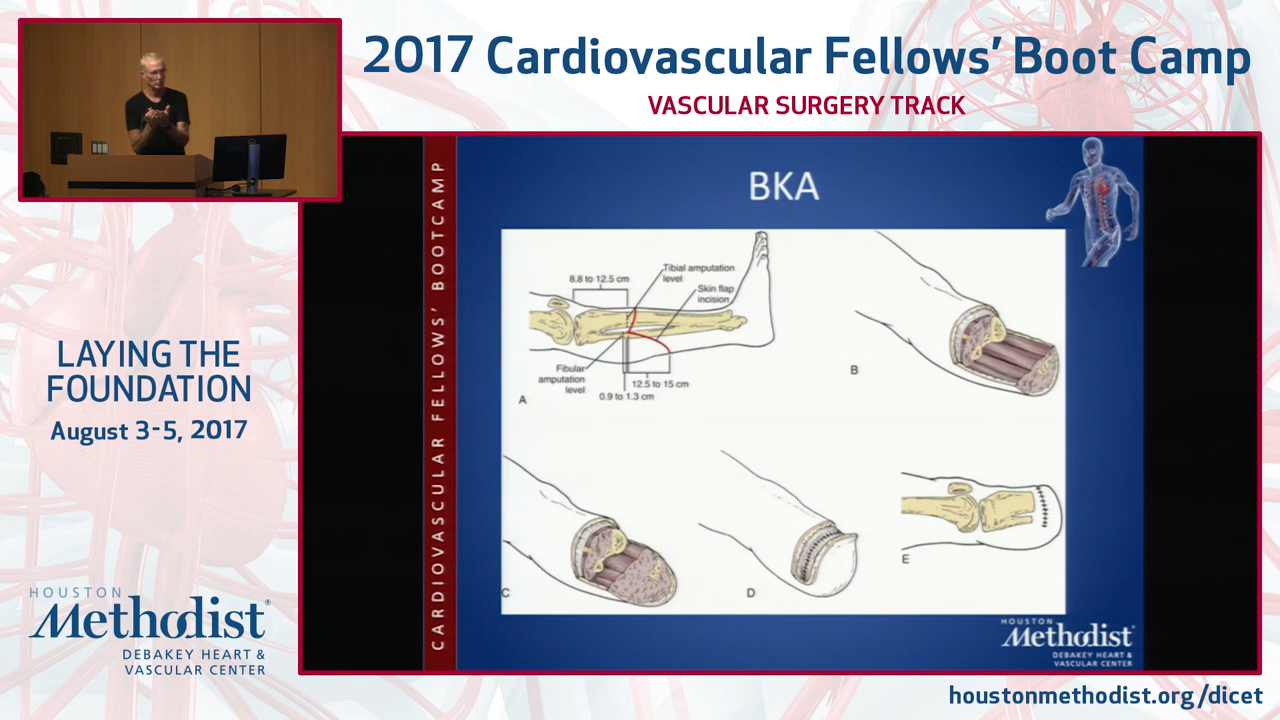 2017 Cardiovascular Fellows’ Boot Camp
VASCULAR SURGERY TRACK
LAYING THE
FOUNDATION
August 3-5, 2017
HOUSTON
Methodist®
DEBAKEY HEART &
VASCULAR CENTER
CARDIOVASCULAR FELLOWS’ BOOTCAMP
BKA
8.8 to 12.5 cm
Tibial amputation
level
Skin flap
incision
Fibular
amputation
level
12.5 to 15 cm
0.9 to 1.3 cm
A
B
C
D
E
HOUSTON
Methodist
DEBAKEY HEART &
VASCULAR CENTER
houstonmethodist.org/dicet